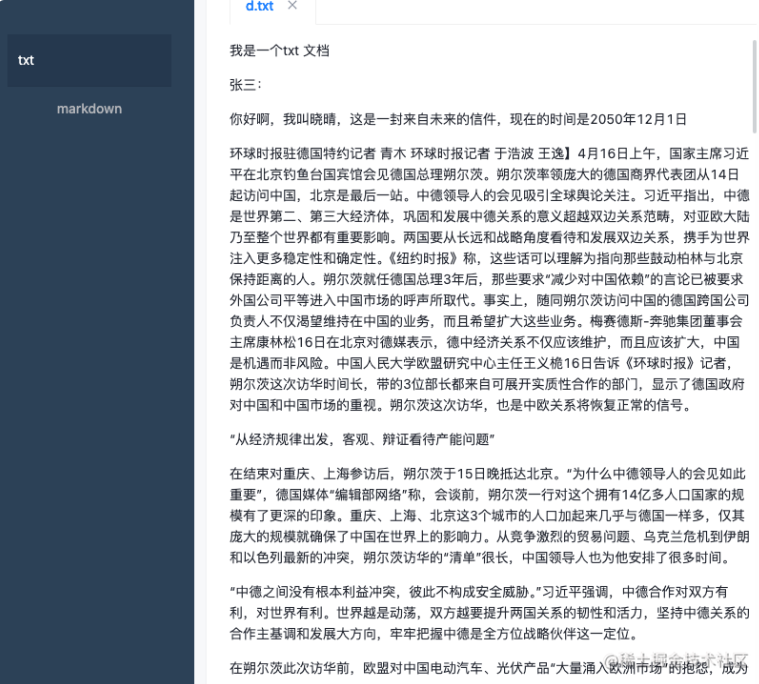 d.txt
txt
markdown
我是一个txt 文档
张三：
你好啊，我叫晓晴，这是一封来自未来的信件，现在的时间是2050年12月1日
环球时报驻德国特约记者 青木 环球时报记者 于浩波 王逸】4月16日上午，国家主席习近
平在北京钓鱼台国宾馆会见德国总理朔尔茨。朔尔茨率领庞大的德国商界代表团从14日
起访问中国，北京是最后一站。中德领导人的会见吸引全球舆论关注。习近平指出，中德
是世界第二、第三大经济体，巩固和发展中德关系的意义超越双边关系范畴，对亚欧大陆
乃至整个世界都有重要影响。两国要从长远和战略角度看待和发展双边关系，携手为世界
注入更多稳定性和确定性。《纽约时报》称，这些话可以理解为指向那些鼓动柏林与北京
保持距离的人。朔尔茨就任德国总理3年后，那些要求“减少对中国依赖”的言论已被要求
外国公司平等进入中国市场的呼声所取代。事实上，随同朔尔茨访问中国的德国跨国公司
负责人不仅渴望维持在中国的业务，而且希望扩大这些业务。梅赛德斯-奔驰集团董事会
主席康林松16日在北京对德媒表示，德中经济关系不仅应该维护，而且应该扩大，中国
是机遇而非风险。中国人民大学欧盟研究中心主任王义桅16日告诉《环球时报》记者，
朔尔茨这次访华时间长，带的3位部长都来自可展开实质性合作的部门，显示了德国政府
对中国和中国市场的重视。朔尔茨这次访华，也是中欧关系将恢复正常的信号。
“从经济规律出发，客观、辩证看待产能问题”
在结束对重庆、上海参访后，朔尔茨于15日晚抵达北京。“为什么中德领导人的会见如此
重要”，德国媒体“编辑部网络”称，会谈前，朔尔茨一行对这个拥有14亿多人口国家的规
模有了更深的印象。重庆、上海、北京这3个城市的人口加起来几乎与德国一样多，仅其
庞大的规模就确保了中国在世界上的影响力。从竞争激烈的贸易问题、乌克兰危机到伊朗
和以色列最新的冲突，朔尔茨访华的“清单”很长，中国领导人也为他安排了很多时间。
“中德之间没有根本利益冲突，彼此不构成安全威胁。”习近平强调，中德合作对双方有
利，对世界有利。世界越是动荡，双方越要提升两国关系的韧性和活力，坚持中德关系的
合作主基调和发展大方向，牢牢把握中德是全方位战略伙伴这一定位。
在朔尔茨此次访华前，欧盟对中国电动汽车、光伏产品“大量涌入欧洲市场”的抱怨，成为
@稀土掘金技术社区